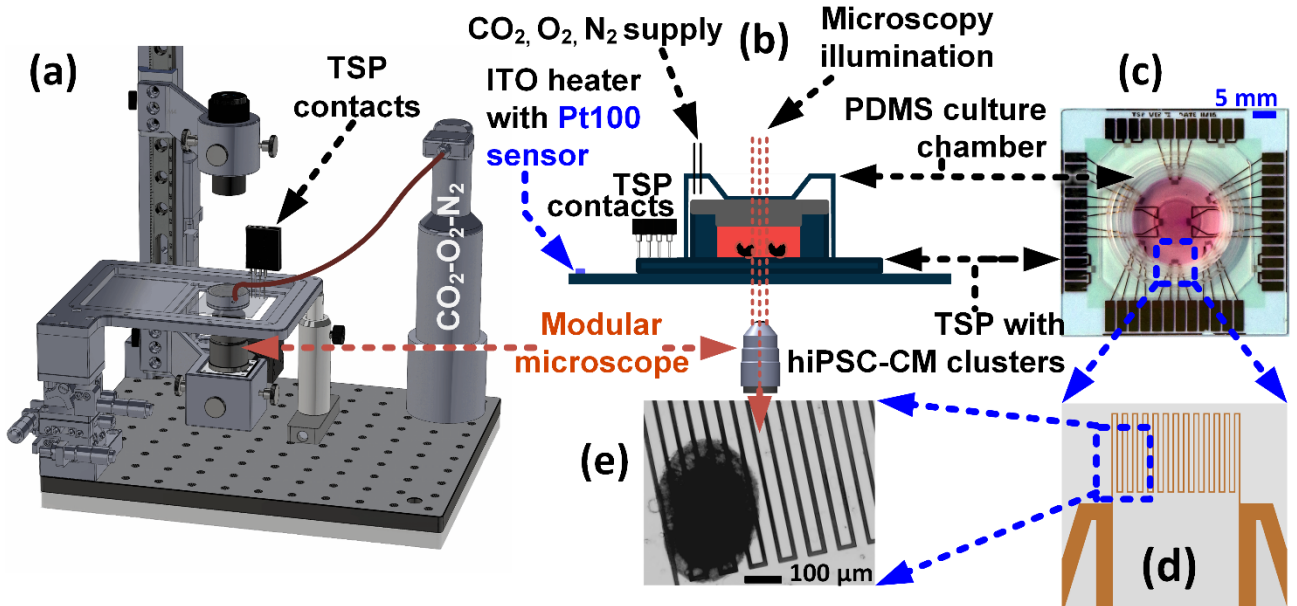 (a)
TSP
contacts
CO₂-O₂-N₂
(b)
CO₂, O₂, N₂ supply
Microscopy
illumination
ITO heater
with Pt100
sensor
TSP
contacts
PDMS culture
chamber
TSP with
hiPSC-CM clusters
Modular
microscope
(c)
5 mm
(d)
(e)
100 µm